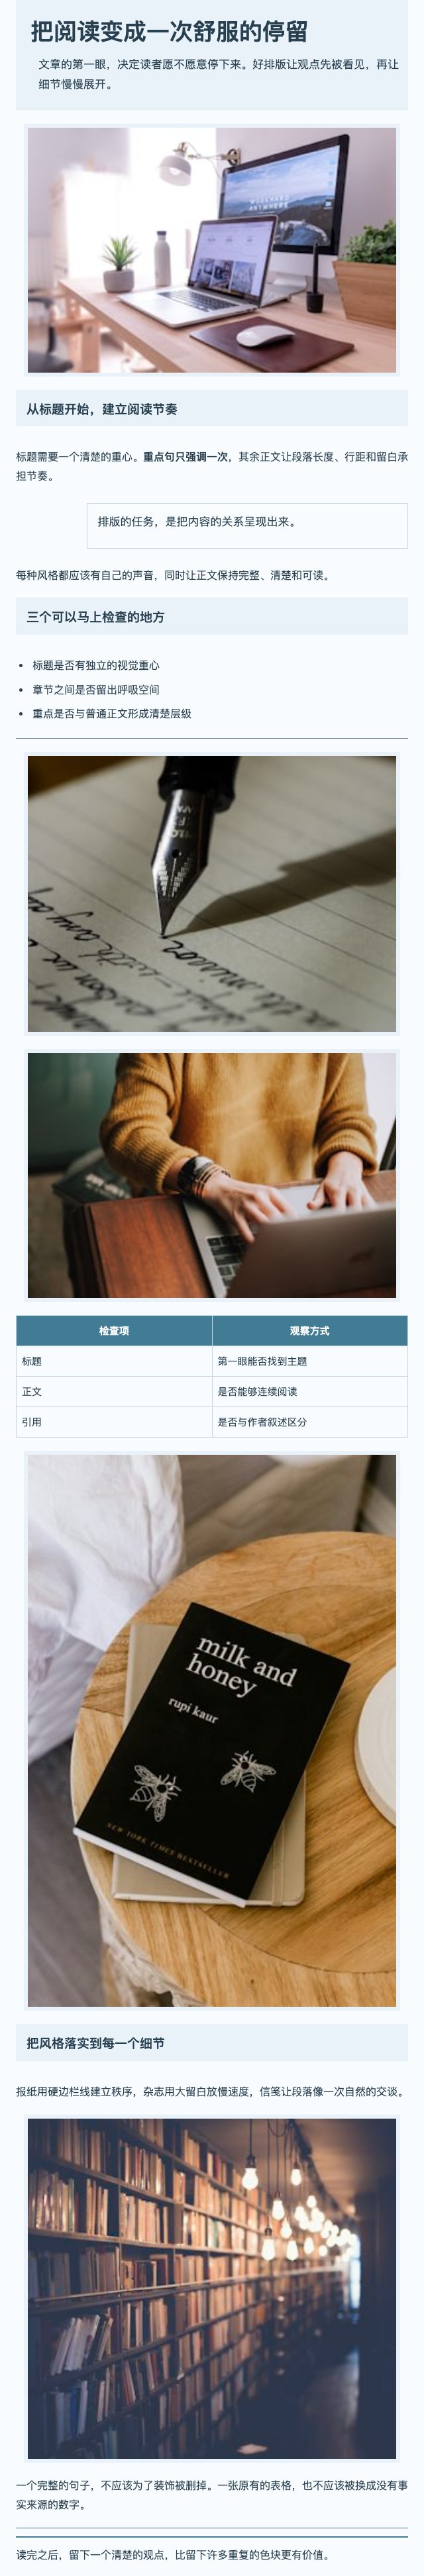 把阅读变成一次舒服的停留
文章的第一眼，决定读者愿不愿意停下来。好排版让观点先被看见，再让
细节慢慢展开。
从标题开始，建立阅读节奏
标题需要一个清楚的重心。重点句只强调一次，其余正文让段落长度、行距和留白承
担节奏。
排版的任务，是把内容的关系呈现出来。
每种风格都应该有自己的声音，同时让正文保持完整、清楚和可读。
三个可以马上检查的地方
• 标题是否有独立的视觉重心
• 章节之间是否留出呼吸空间
• 重点是否与普通正文形成清楚层级
检查项 观察方式
标题 第一眼能否找到主题
正文 是否能够连续阅读
引用 是否与作者叙述区分
milk and
honey
rupi kaur
NEW YORK TIMES BESTSELLER
把风格落实到每一个细节
报纸用硬边栏线建立秩序，杂志用大留白放慢速度，信笺让段落像一次自然的交谈。
一个完整的句子，不应该为了装饰被删掉。一张原有的表格，也不应该被换成没有事
实来源的数字。
读完之后，留下一个清楚的观点，比留下许多重复的色块更有价值。